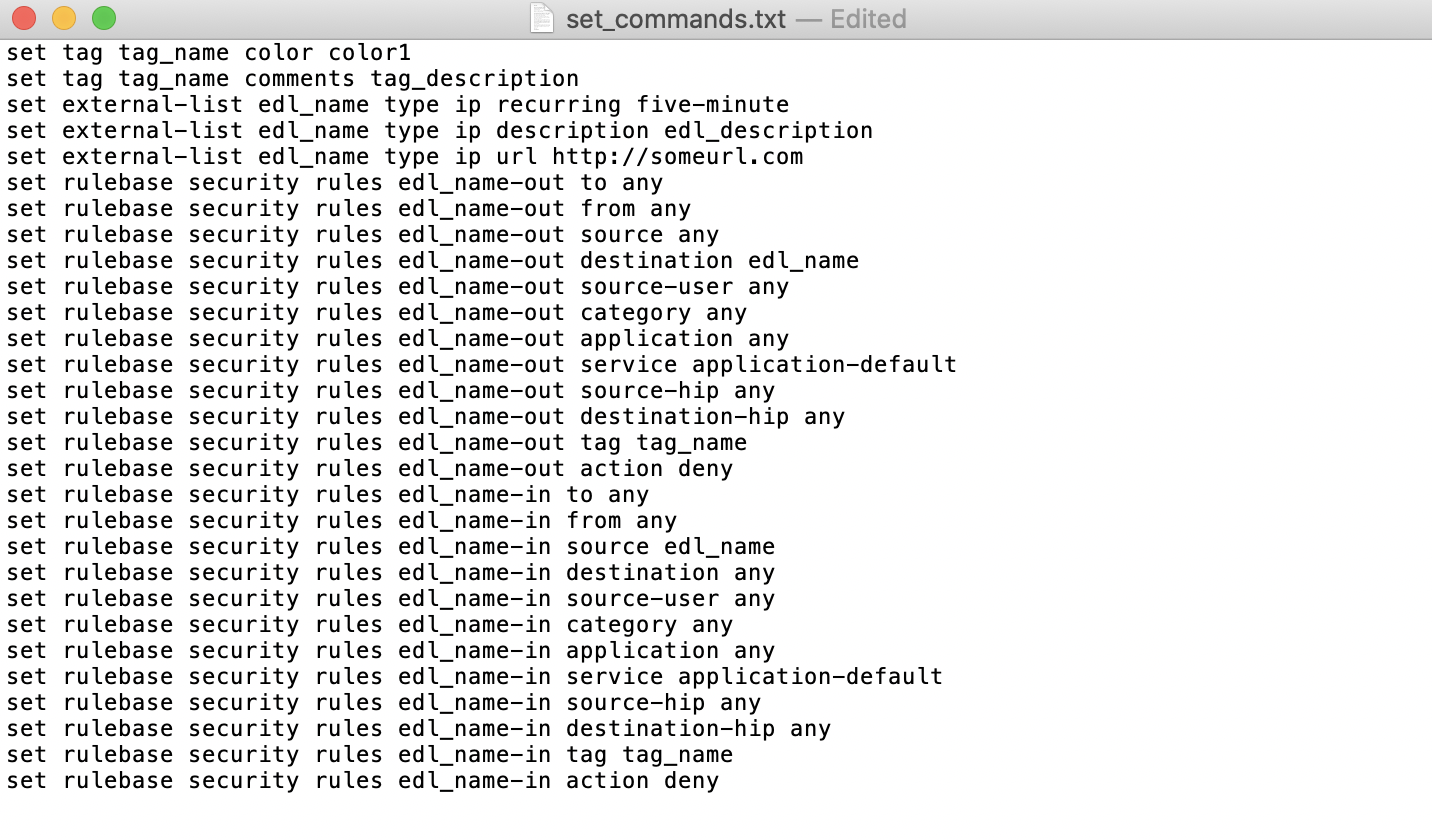 set_commands.txt — Edited
set tag tag_name color color1
set tag tag_name comments tag_description
set external-list edl_name type ip recurring five-minute
set external-list edl_name type ip description edl_description
set external-list edl_name type ip url http://someurl.com
set rulebase security rules edl_name-out to any
set rulebase security rules edl_name-out from any
set rulebase security rules edl_name-out source any
set rulebase security rules edl_name-out destination edl_name
set rulebase security rules edl_name-out source-user any
set rulebase security rules edl_name-out category any
set rulebase security rules edl_name-out application any
set rulebase security rules edl_name-out service application-default
set rulebase security rules edl_name-out source-hip any
set rulebase security rules edl_name-out destination-hip any
set rulebase security rules edl_name-out tag tag_name
set rulebase security rules edl_name-out action deny
set rulebase security rules edl_name-in to any
set rulebase security rules edl_name-in from any
set rulebase security rules edl_name-in source edl_name
set rulebase security rules edl_name-in destination any
set rulebase security rules edl_name-in source-user any
set rulebase security rules edl_name-in category any
set rulebase security rules edl_name-in application any
set rulebase security rules edl_name-in service application-default
set rulebase security rules edl_name-in source-hip any
set rulebase security rules edl_name-in destination-hip any
set rulebase security rules edl_name-in tag tag_name
set rulebase security rules edl_name-in action deny